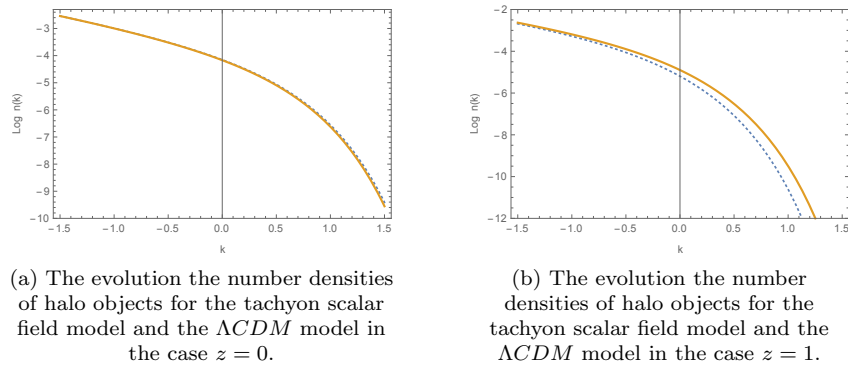 −3
−4
−5
−6
−7
−8
−9
−10
Log n(k)
−1.5 −1.0 −0.5 0.0 0.5 1.0 1.5
k
(a) The evolution the number densities
of halo objects for the tachyon scalar
field model and the ΛCDM model in
the case z = 0.
−2
−4
−6
−8
−10
−12
Log n(k)
−1.5 −1.0 −0.5 0.0 0.5 1.0 1.5
k
(b) The evolution the number
densities of halo objects for the
tachyon scalar field model and the
ΛCDM model in the case z = 1.